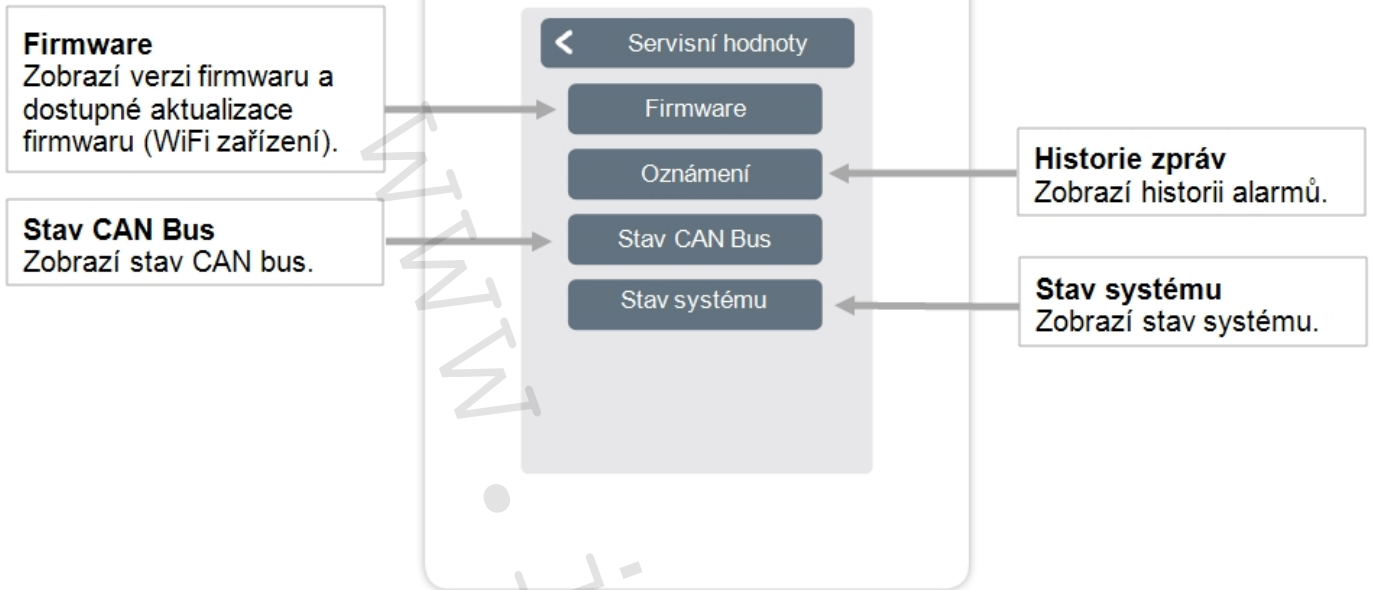 Firmware
Zobrazí verzi firmwaru a
dostupné aktualizace
firmwaru (WiFi zařízení).
Stav CAN Bus
Zobrazí stav CAN bus.
Servisní hodnoty
Firmware
Oznámení
Stav CAN Bus
Stav systému
Historie zpráv
Zobrazí historii alarmů.
Stav systému
Zobrazí stav systému.
www.